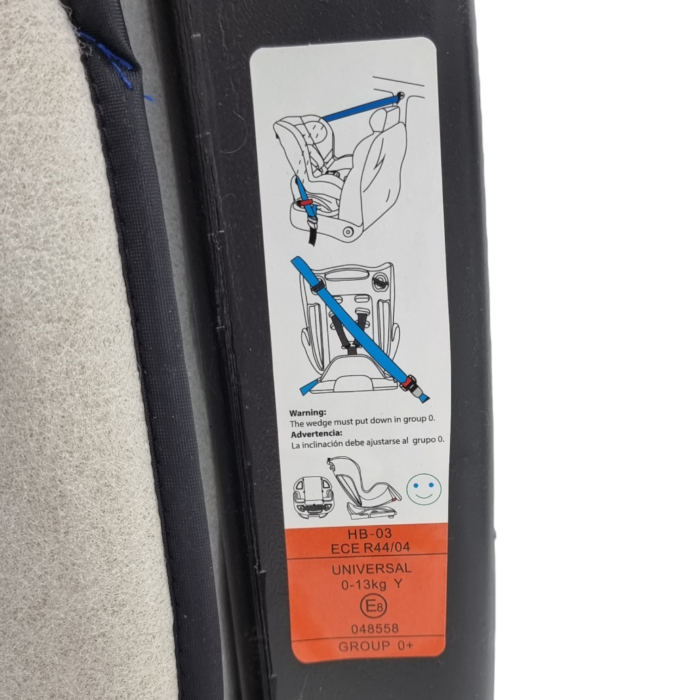 Warning:
The wedge must put down in group 0.
Advertencia:
La inclinación debe ajustarse al grupo 0.
HB-03
ECE R44/04
UNIVERSAL
0-13kg Y
E8
048558
GROUP 0+